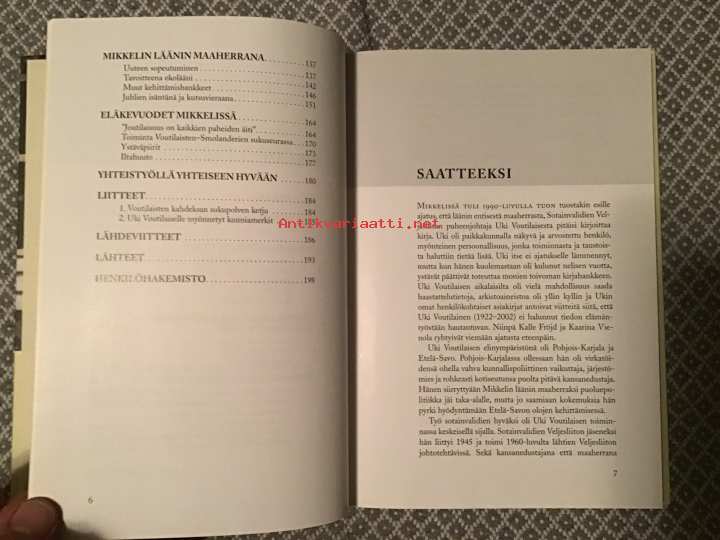 MIKKELIN LÄÄNIN MAAHERRANA 137
Uuteen sopeutuminen 137
Tavoitteena ekolääni 137
Muut kehittämishankkeet 142
Juhlien isäntänä ja kutsuvieraana 146
151
ELÄKEVUODET MIKKELISSÄ 164
"Joutilaisuus on kaikkien paheiden äiti" 164
Toiminta Voutilaisten–Smolanderien sukuseurassa 170
Ystäväpiirit 173
Iltahuuto 177
YHTEISTYÖLLÄ YHTEISEEN HYVÄÄN 180
LIITTEET 184
1. Voutilaisten kahdeksan sukupolven ketju 184
2. Uki Voutilaiselle myönnetyt kunniamerkit
LÄHDEVIITTEET 186
LÄHTEET 193
HENKILÖHAKEMISTO 198
6
Antikvariaatti.net
SAATTEEKSI
MIKKELISSÄ TULI 1990-LUVULLA TUON tuostakin esille
ajatus, että läänin entisestä maaherrasta, Sotainvalidien Vel-
puheenjohtaja Uki Voutilaisesta pitäisi kirjoittaa
kirja. Uki oli paikkakunnalla näkyvä ja arvostettu henkilö,
myönteinen persoonallisuus, jonka toiminnasta ja taustois-
ta haluttiin tietää lisää. Uki itse ei ajatukselle lämmennyt,
mutta kun hänen kuolemastaan oli kulunut nelisen vuotta,
ystävät päättivät toteuttaa monien toivoman kirjahankkeen.
Uki Voutilaisen aikalaisilta oli vielä mahdollisuus saada
haastattelutietoja, arkistoaineistoa oli yllin kyllin ja Ukin
omat henkilökohtaiset asiakirjat antoivat viitteitä siitä, että
Uki Voutilainen (1922–2002) ei halunnut tiedon elämän-
työstään hautautuvan. Niinpä Kalle Fröjd ja Kaarina Vie-
nola ryhtyivät viemään ajatusta eteenpäin.
Uki Voutilaisen elinympäristönä oli Pohjois-Karjala ja
Etelä-Savo. Pohjois-Karjalassa ollessaan hän oli virkatöi-
densä ohella vahva kunnallispoliittinen vaikuttaja, järjestö-
mies ja rohkeasti kotiseutunsa puolta pitävä kansanedustaja.
Hänen siirryttyään Mikkelin läänin maaherraksi puoluepo-
litiikka jäi taka-alalle, mutta jo saamiaan kokemuksia hän
pyrki hyödyntämään Etelä-Savon olojen kehittämisessä.
Työ sotainvalidien hyväksi oli Uki Voutilaisen toimin-
nassa keskeisellä sijalla. Sotainvalidien Veljesliiton jäseneksi
hän liittyi 1945 ja toimi 1960-luvulta lähtien Veljesliiton
johtotehtävissä. Sekä kansanedustajana että maaherrana
7